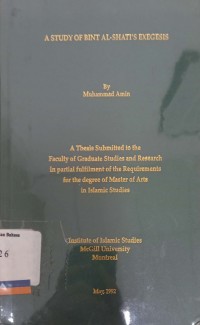 A STUDY OF BINT AL-SHATI'S EXEGESIS
By
Muhammad Amin
A Thesis Submitted to the
Faculty of Graduate Studies and Research
in partial fulfilment of the Requirements
for the degree of Master of Arts
in Islamic Studies
Institute of Islamic Studies
McGill University
Montreal
May 1992